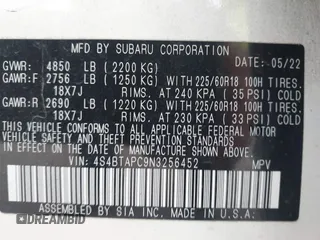 MFD BY SUBARU CORPORATION
GVWR: 4850 LB (2200 KG) DATE: 05/22
GAWR:F 2756 LB (1250 KG) WITH 225/60R18 100H TIRES,
18X7J RIMS, AT 240 KPA (35 PSI) COLD
GAWR:R 2690 LB (1220 KG) WITH 225/60R18 100H TIRES,
18X7J RIMS, AT 230 KPA (33 PSI) COLD
THIS VEHICLE CONFORMS TO ALL APPLICABLE FEDERAL
MOTOR VEHICLE SAFETY STANDARDS IN EFFECT ON THE
DATE OF MANUFACTURE SHOWN ABOVE.
VIN: 4S4BTAPC9N3256452 MPV
ASSEMBLED BY SIA INC. MADE IN U.S.A.
DREAMBID